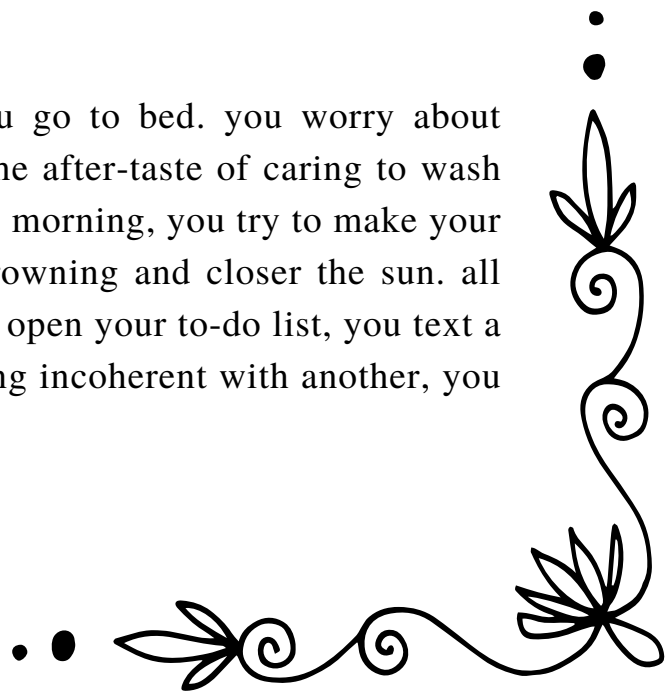 u go to bed. you worry about
he after-taste of caring to wash
morning, you try to make your
rowning and closer the sun. all
open your to-do list, you text a
ng incoherent with another, you